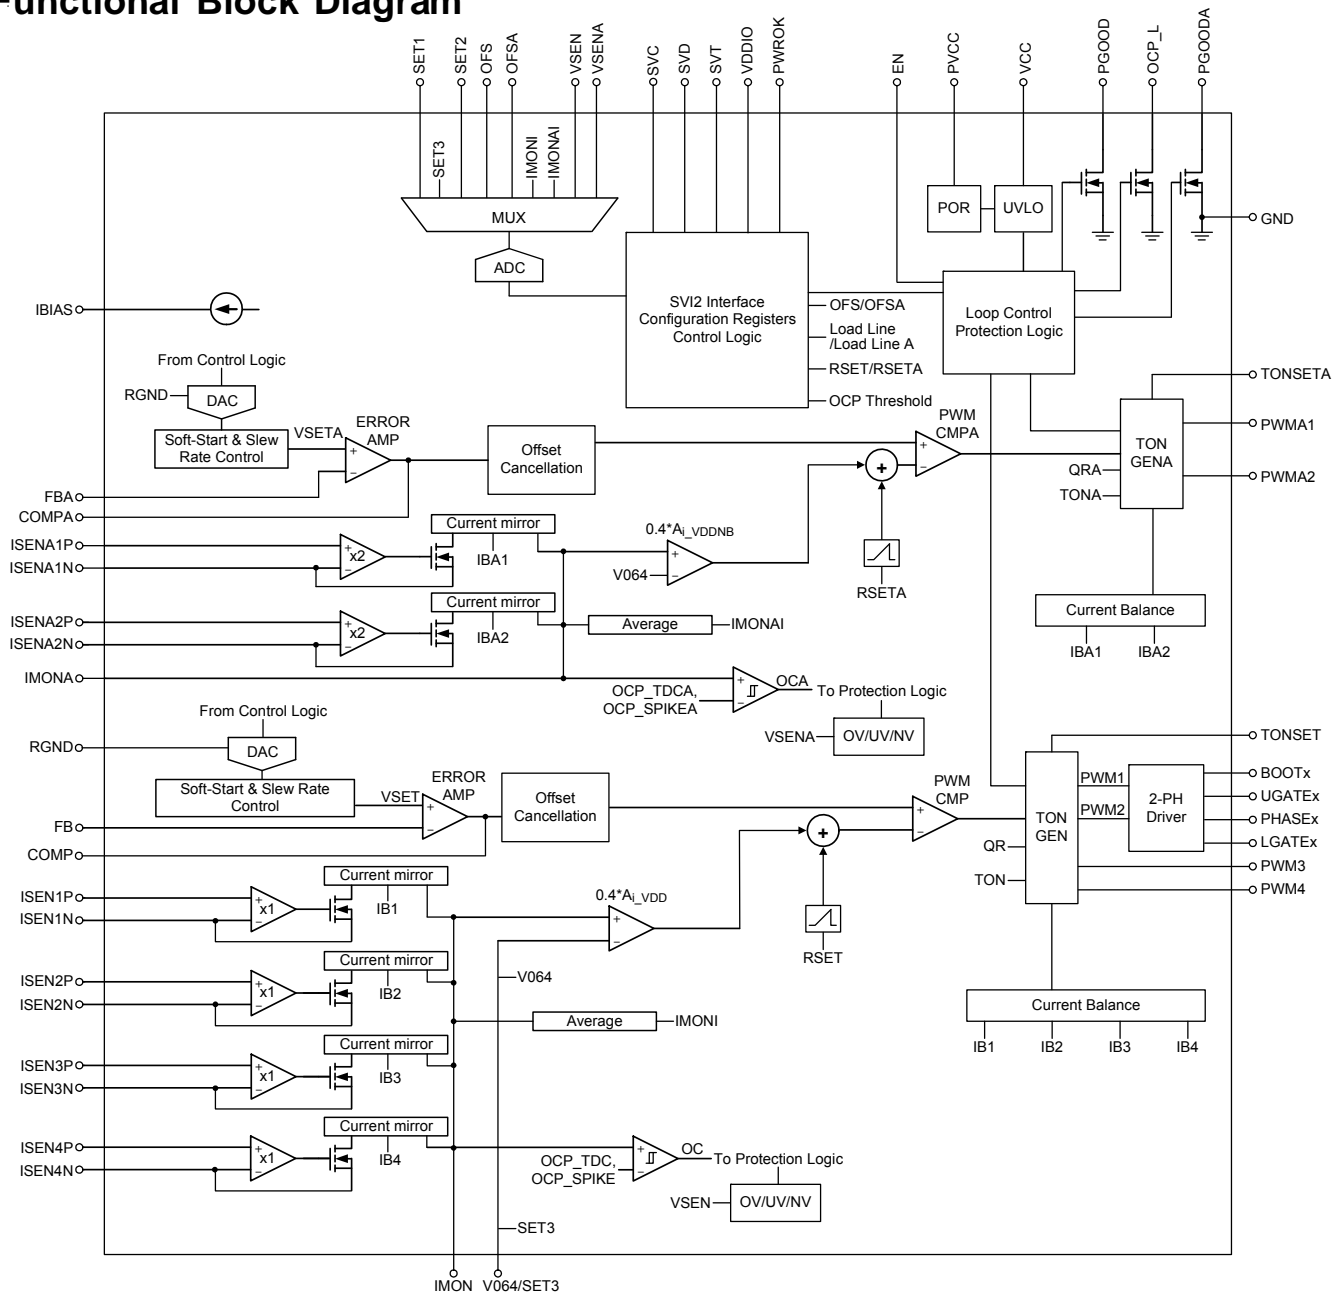 Functional Block Diagram
SET1
SET2
OFS
OFSA
VSEN
VSENA
SVC
SVD
SVT
VDDIO
PWROK
EN
PVCC
VCC
PGOOD
OCP_L
PGOODA
SET3
IMONI
IMONAI
MUX
ADC
POR
UVLO
GND
IBIAS
SVI2 Interface
Configuration Registers
Control Logic
OFS/OFSA
Load Line
/Load Line A
RSET/RSETA
OCP Threshold
Loop Control
Protection Logic
From Control Logic
RGND
DAC
Soft-Start & Slew
Rate Control
VSETA
ERROR
AMP
+
−
Offset
Cancellation
PWM
CMPA
+
−
+
TONSETA
PWMA1
PWMA2
TON
GENA
QRA
TONA
FBA
COMPA
ISENA1P
ISENA1N
+
−
x2
Current mirror
IBA1
0.4*Ai_VDDNB
+
−
V064
RSETA
ISENA2P
ISENA2N
+
−
x2
Current mirror
IBA2
Average
IMONAI
Current Balance
IBA1
IBA2
IMONA
+
−
OCA
OCP_TDCA,
OCP_SPIKEA
To Protection Logic
VSENA
OV/UV/NV
From Control Logic
RGND
DAC
Soft-Start & Slew Rate
Control
VSET
ERROR
AMP
+
−
Offset
Cancellation
PWM
CMP
+
−
+
TONSET
BOOTx
UGATEx
PHASEx
LGATEx
PWM3
PWM4
PWM1
PWM2
2-PH
Driver
TON
GEN
QR
TON
FB
COMP
ISEN1P
ISEN1N
+
−
x1
Current mirror
IB1
0.4*Ai_VDD
+
−
RSET
V064
ISEN2P
ISEN2N
+
−
x1
Current mirror
IB2
Average
IMONI
Current Balance
IB1
IB2
IB3
IB4
ISEN3P
ISEN3N
+
−
x1
Current mirror
IB3
ISEN4P
ISEN4N
+
−
x1
Current mirror
IB4
+
−
OC
OCP_TDC,
OCP_SPIKE
To Protection Logic
VSEN
OV/UV/NV
SET3
IMON
V064/SET3